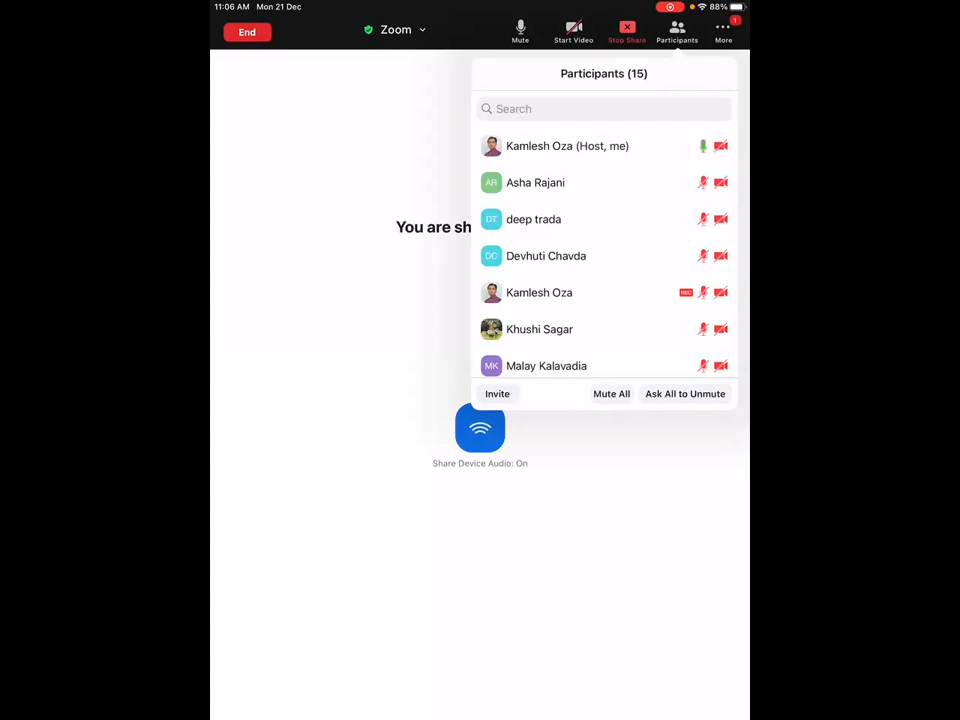 11:06 AM Mon 21 Dec 88%
End Zoom Mute Start Video Stop Share Participants More 1
Participants (15)
Search
Kamlesh Oza (Host, me)
AR Asha Rajani
DT deep trada
You are sh
DC Devhuti Chavda
Kamlesh Oza REC
Khushi Sagar
MK Malay Kalavadia
Invite Mute All Ask All to Unmute
Share Device Audio: On